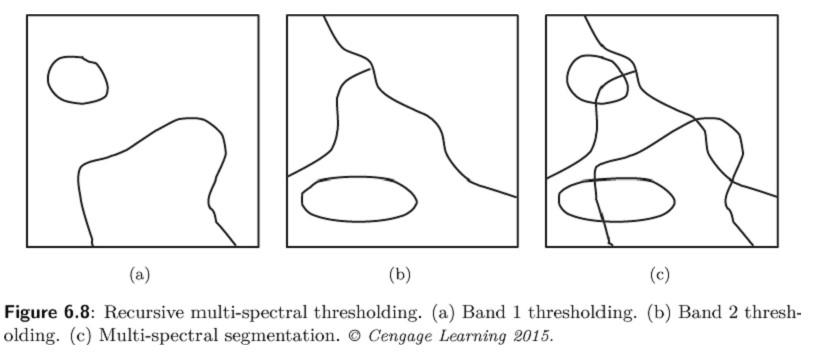 (a) (b) (c)
Figure 6.8: Recursive multi-spectral thresholding. (a) Band 1 thresholding. (b) Band 2 thresh-
olding. (c) Multi-spectral segmentation. © Cengage Learning 2015.